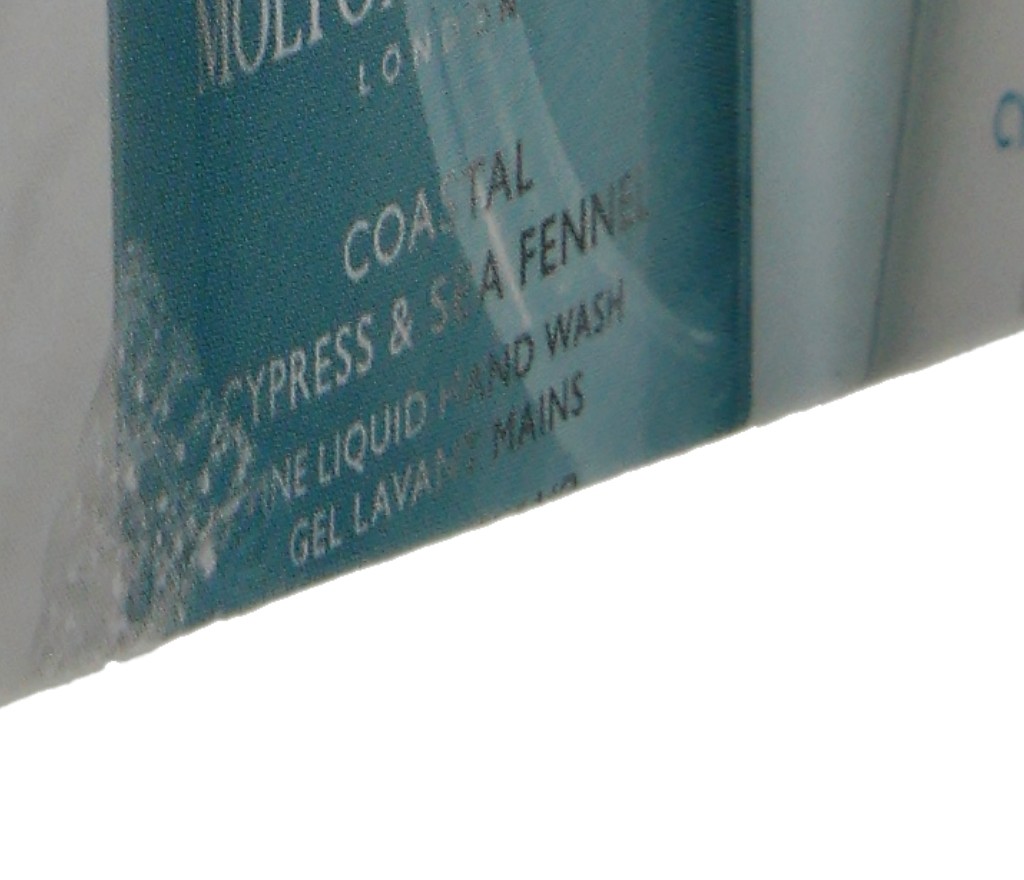 LONDON
COASTAL
CYPRESS & SEA FENNEL
FINE LIQUID HAND WASH
GEL LAVANT MAINS